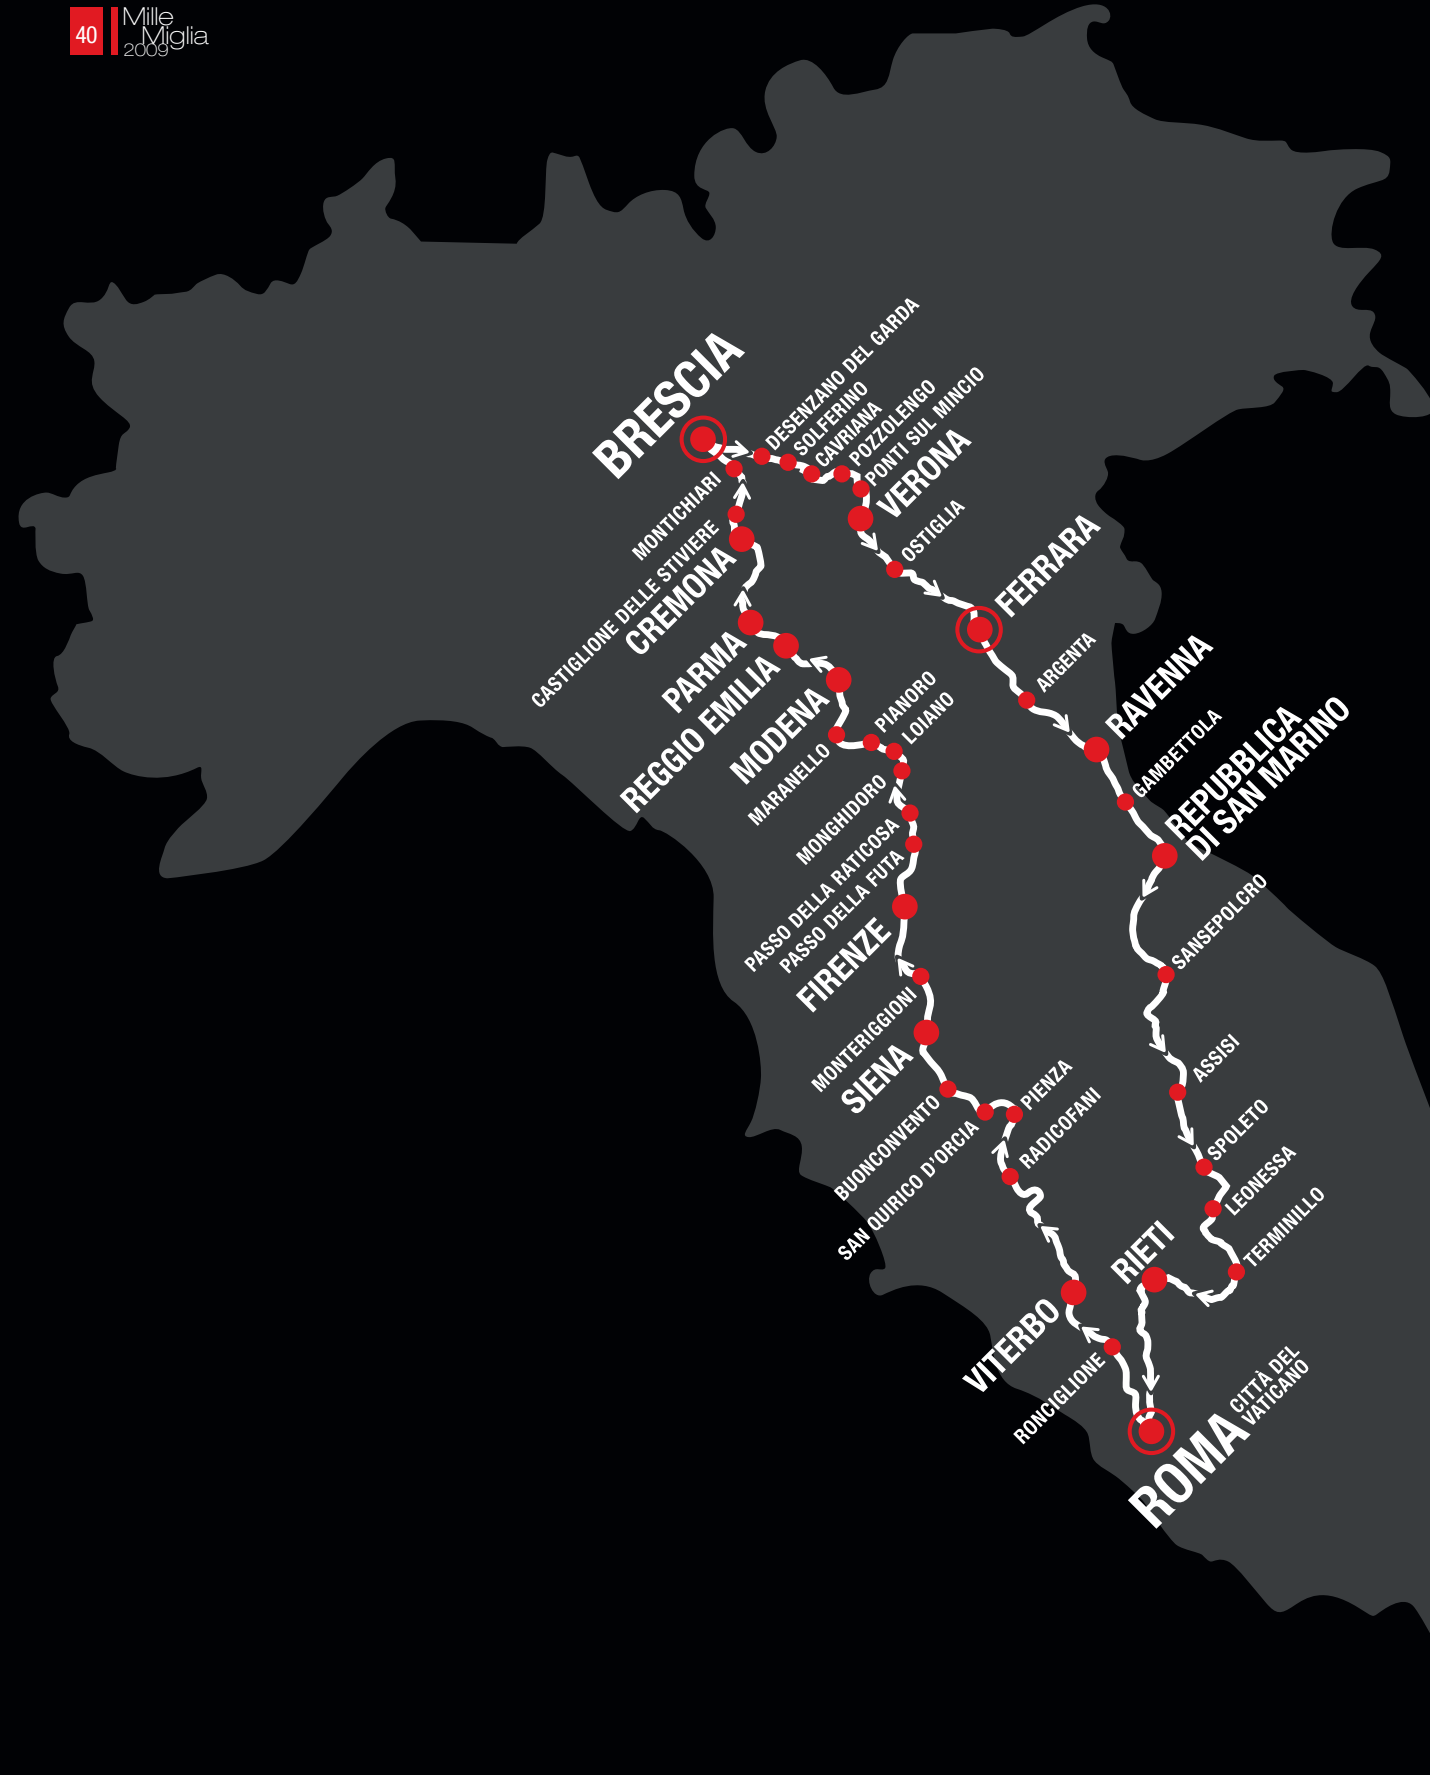 40
Mille
Miglia
2009
BRESCIA
DESENZANO DEL GARDA
SOLFERINO
CAVRIANA
POZZOLENGO
PONTI SUL MINCIO
VERONA
OSTIGLIA
FERRARA
ARGENTA
RAVENNA
GAMBETTOLA
REPUBBLICA
DI SAN MARINO
SANSEPOLCRO
ASSISI
SPOLETO
LEONESSA
TERMINILLO
RIETI
ROMA
CITTÀ DEL
VATICANO
RONCIGLIONE
VITERBO
RADICOFANI
PIENZA
SAN QUIRICO D'ORCIA
BUONCONVENTO
SIENA
MONTERIGGIONI
FIRENZE
PASSO DELLA FUTA
PASSO DELLA RATICOSA
MONGHIDORO
LOIANO
PIANORO
MARANELLO
MODENA
REGGIO EMILIA
PARMA
CREMONA
CASTIGLIONE DELLE STIVIERE
MONTICHIARI